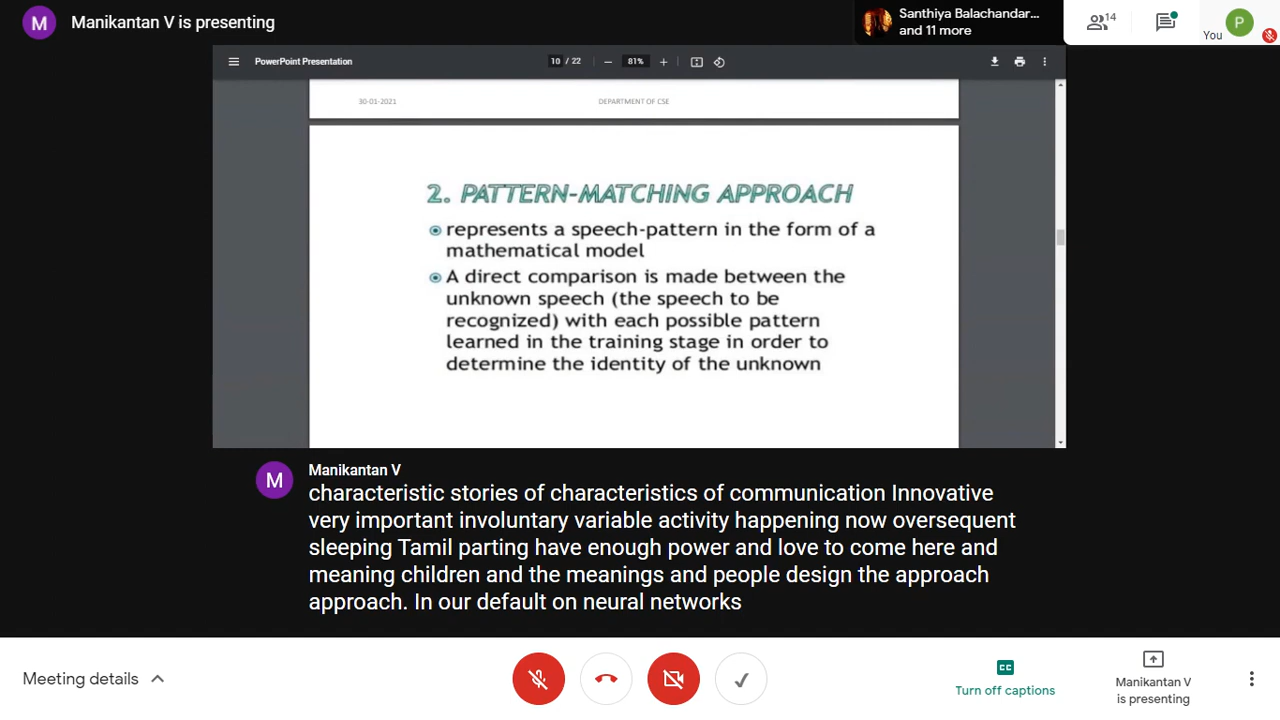 M
Manikantan V is presenting
Santhiya Balachandar...
and 11 more
14
You
P
PowerPoint Presentation
10 / 22
81%
30-01-2021
DEPARTMENT OF CSE
2. PATTERN-MATCHING APPROACH
represents a speech-pattern in the form of a
mathematical model
A direct comparison is made between the
unknown speech (the speech to be
recognized) with each possible pattern
learned in the training stage in order to
determine the identity of the unknown
M
Manikantan V
characteristic stories of characteristics of communication Innovative
very important involuntary variable activity happening now oversequent
sleeping Tamil parting have enough power and love to come here and
meaning children and the meanings and people design the approach
approach. In our default on neural networks
Meeting details
CC
Turn off captions
Manikantan V
is presenting